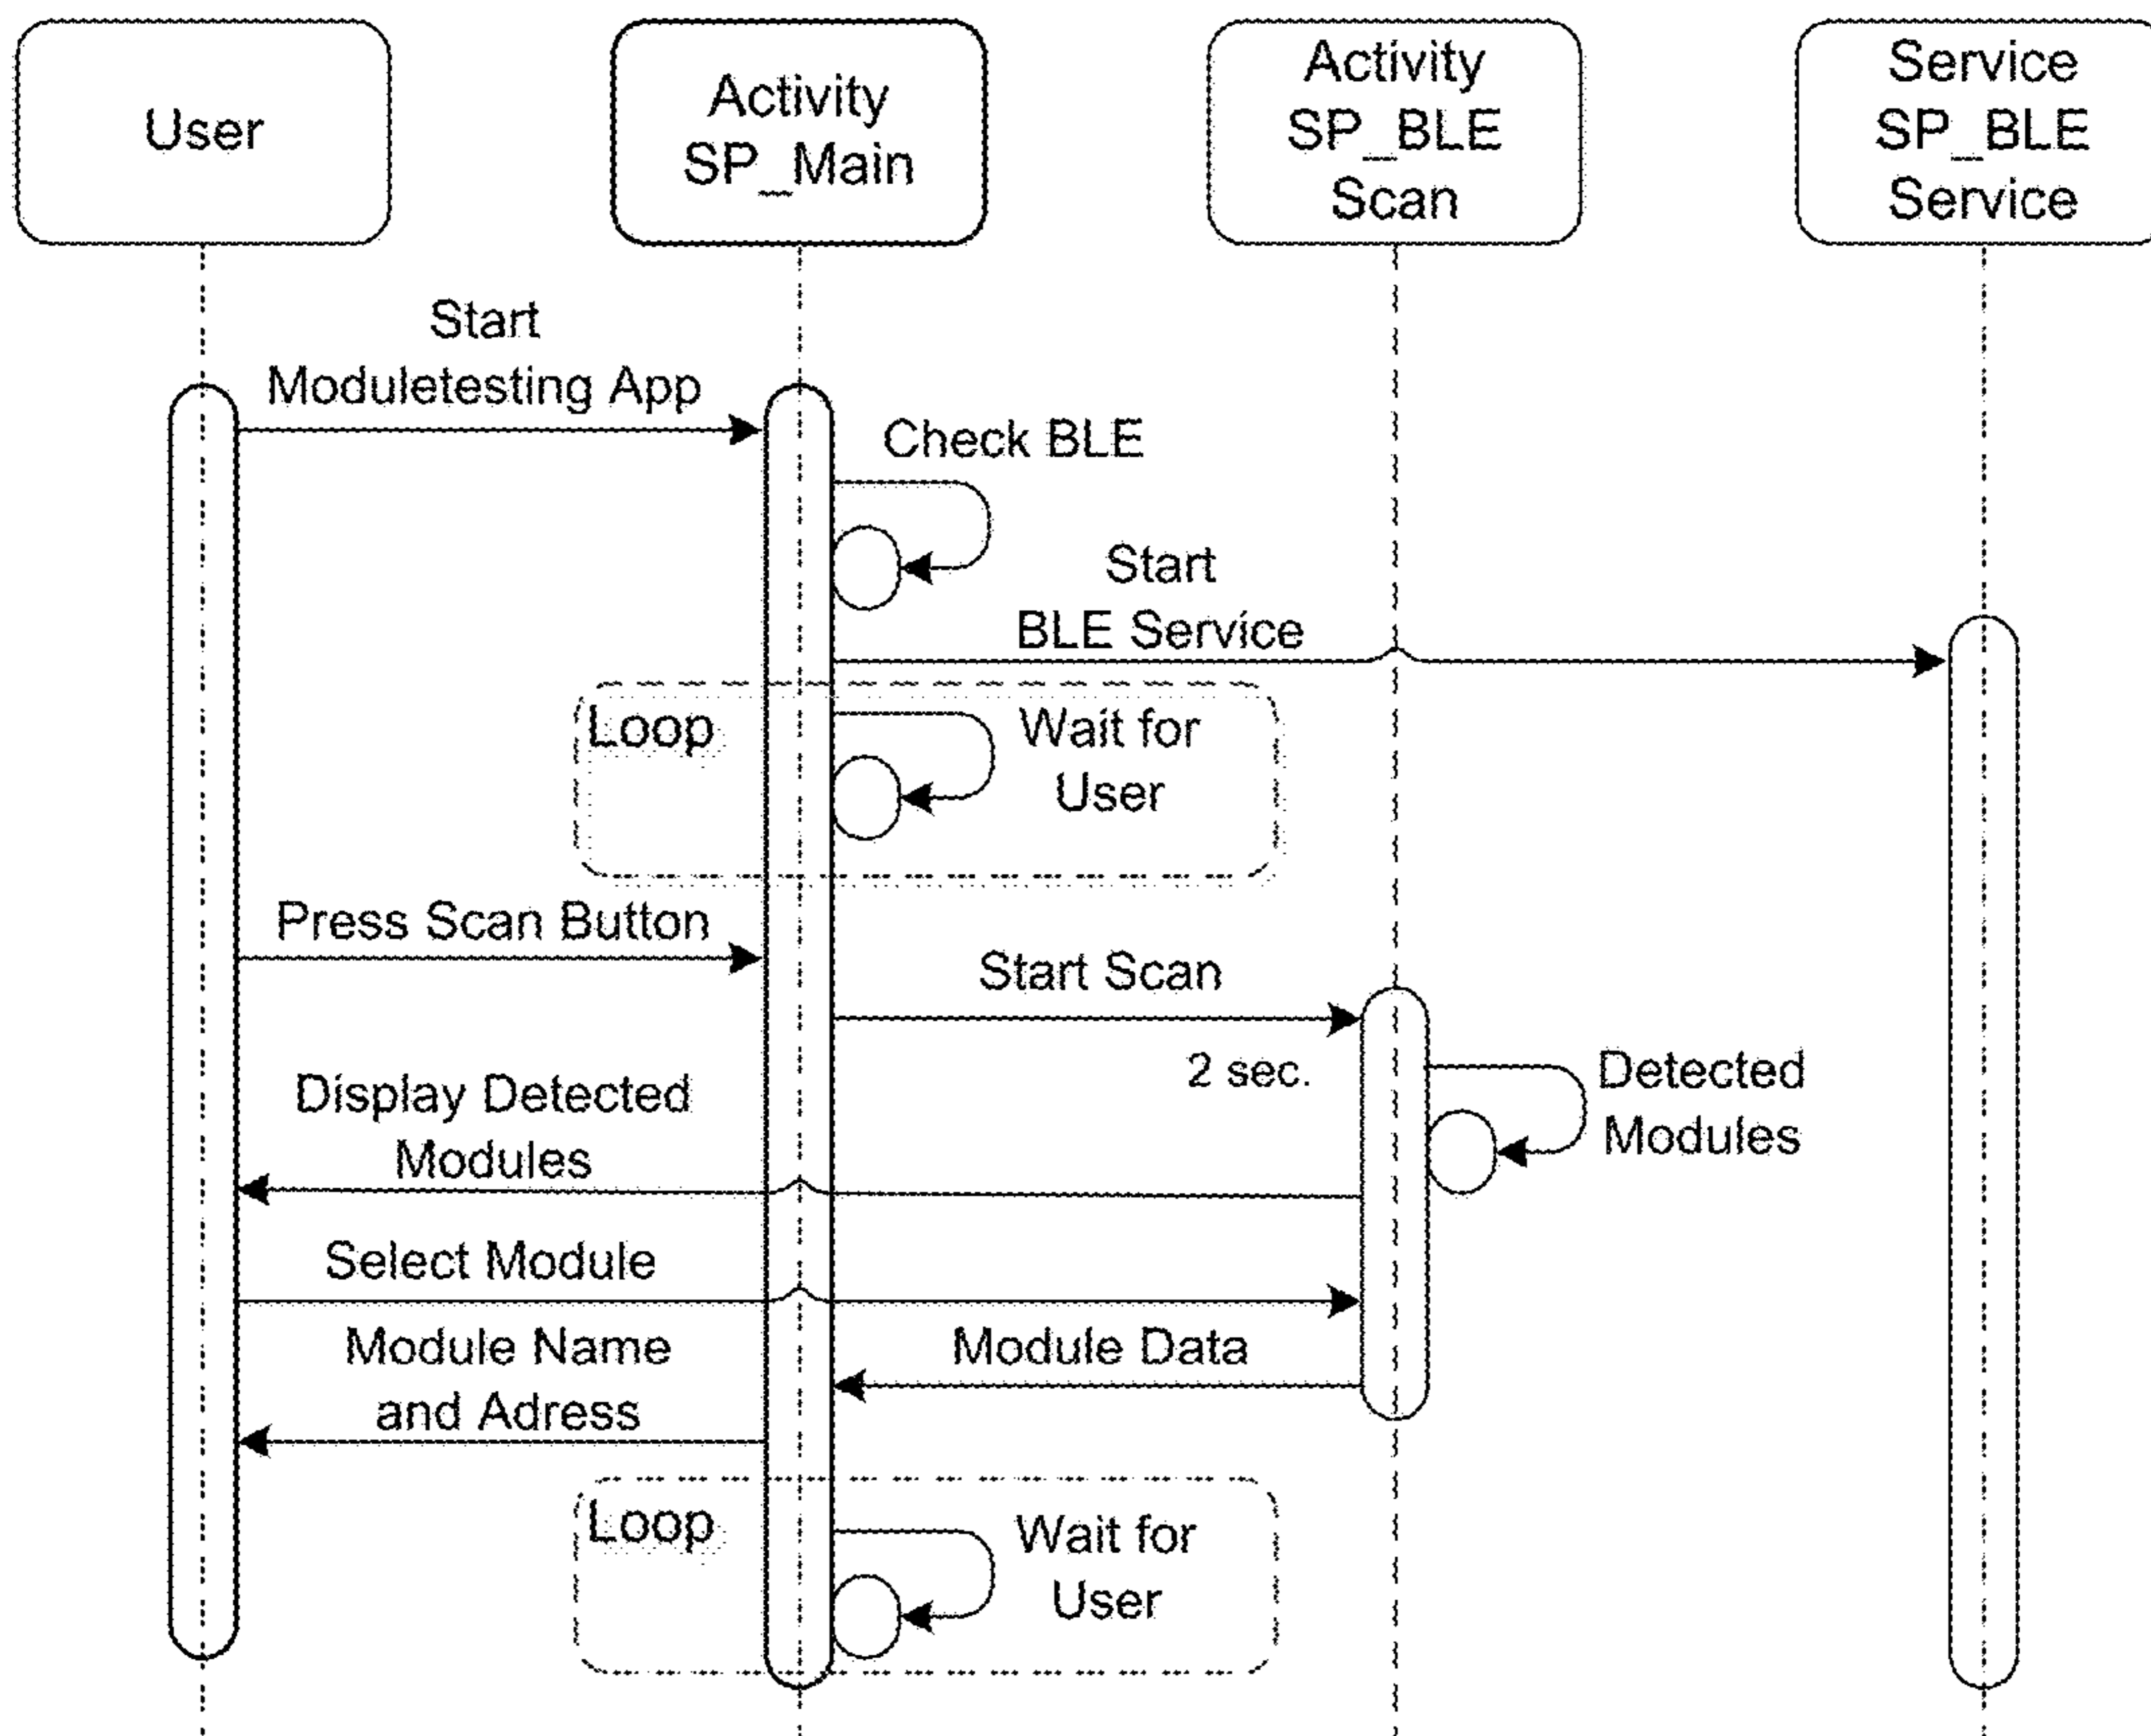 User
Activity
SP_Main
Activity
SP_BLE
Scan
Service
SP_BLE
Service
Start
Moduletesting App
Check BLE
Start
BLE Service
Loop
Wait for
User
Press Scan Button
Start Scan
2 sec.
Detected
Modules
Display Detected
Modules
Select Module
Module Name
and Adress
Module Data
Loop
Wait for
User